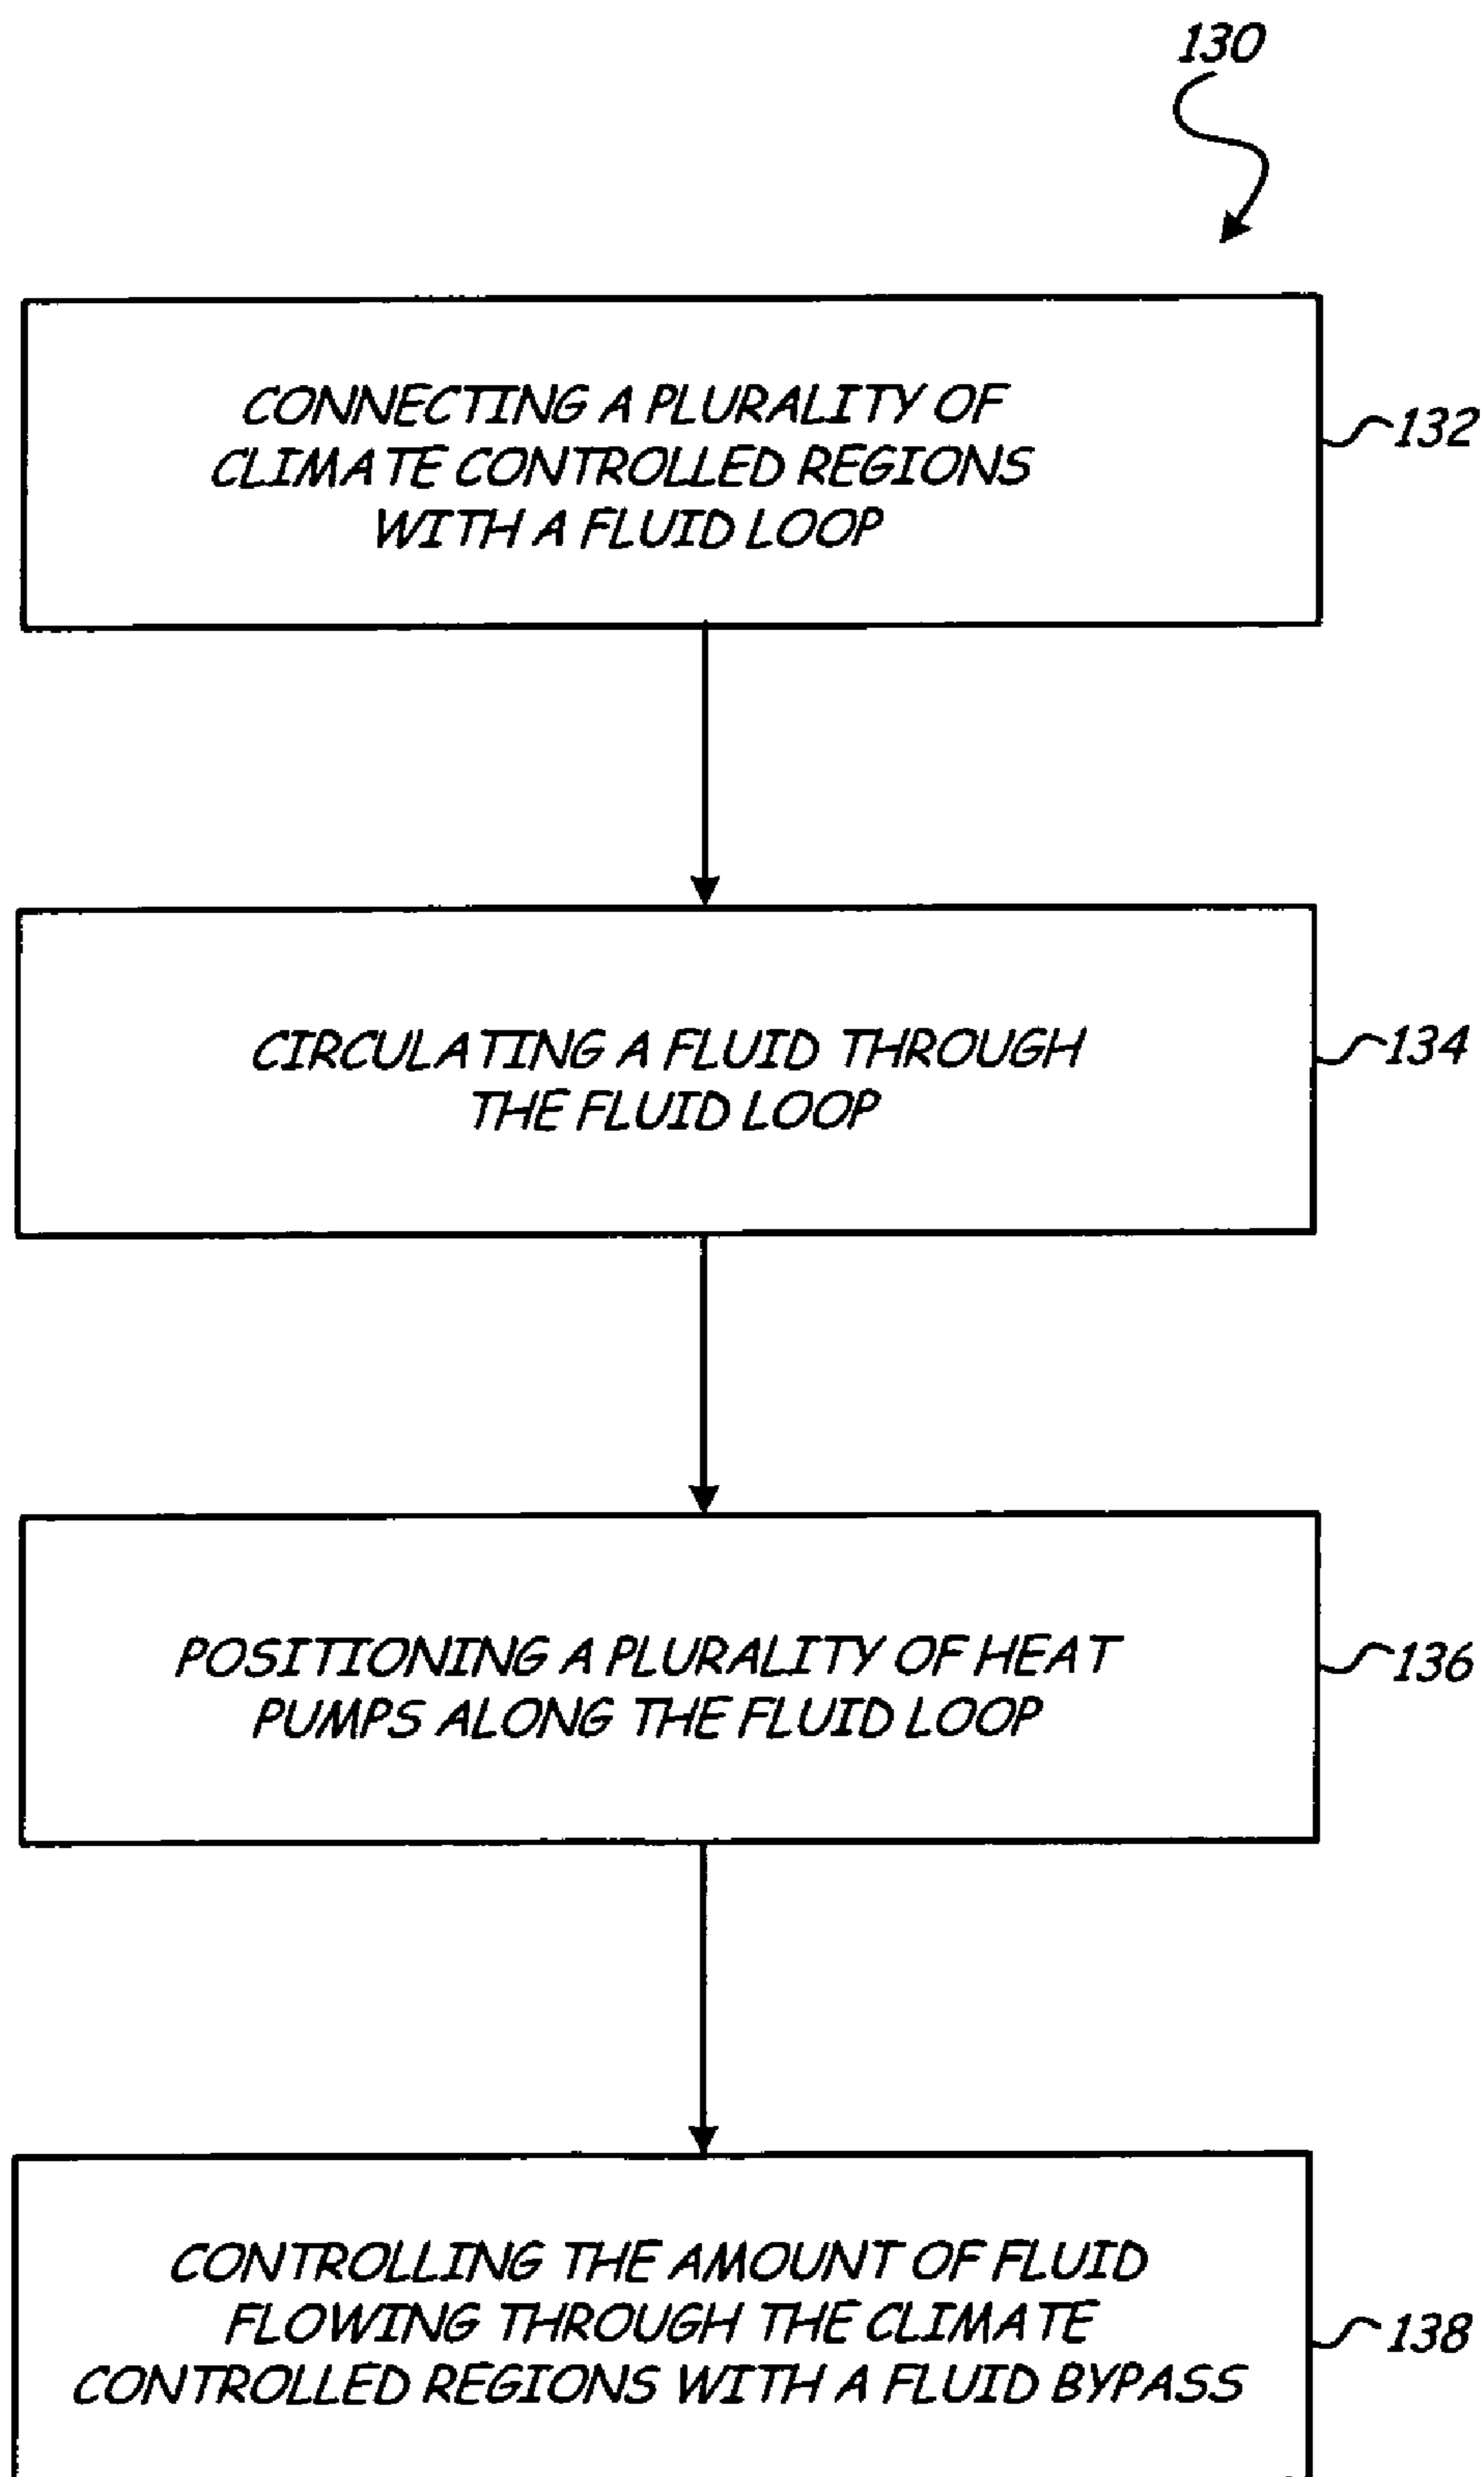 130
CONNECTING A PLURALITY OF
CLIMATE CONTROLLED REGIONS
WITH A FLUID LOOP
132
CIRCULATING A FLUID THROUGH
THE FLUID LOOP
134
POSITIONING A PLURALITY OF HEAT
PUMPS ALONG THE FLUID LOOP
136
CONTROLLING THE AMOUNT OF FLUID
FLOWING THROUGH THE CLIMATE
CONTROLLED REGIONS WITH A FLUID BYPASS
138